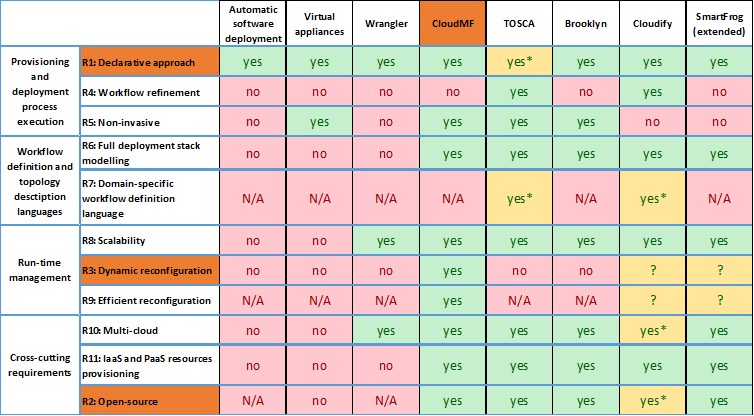 Automatic software deployment Virtual appliances Wrangler CloudMF TOSCA Brooklyn Cloudify SmartFrog (extended)
Provisioning and deployment process execution
R1: Declarative approach yes yes yes yes yes* yes yes yes
R4: Workflow refinement no no no no yes no yes no
R5: Non-invasive no yes no yes yes yes no no
Workflow definition and topology desctiption languages
R6: Full deployment stack modelling no no no yes yes yes yes yes
R7: Domain-specific workflow definition language N/A N/A N/A N/A yes* N/A yes* N/A
Run-time management
R8: Scalability no no yes yes yes yes yes yes
R3: Dynamic reconfiguration no no no yes no no ? ?
R9: Efficient reconfiguration N/A N/A N/A yes N/A N/A ? ?
Cross-cutting requirements
R10: Multi-cloud no no yes yes yes yes yes* yes
R11: IaaS and PaaS resources provisioning no no no yes yes yes yes yes
R2: Open-source N/A no N/A yes yes yes yes* yes